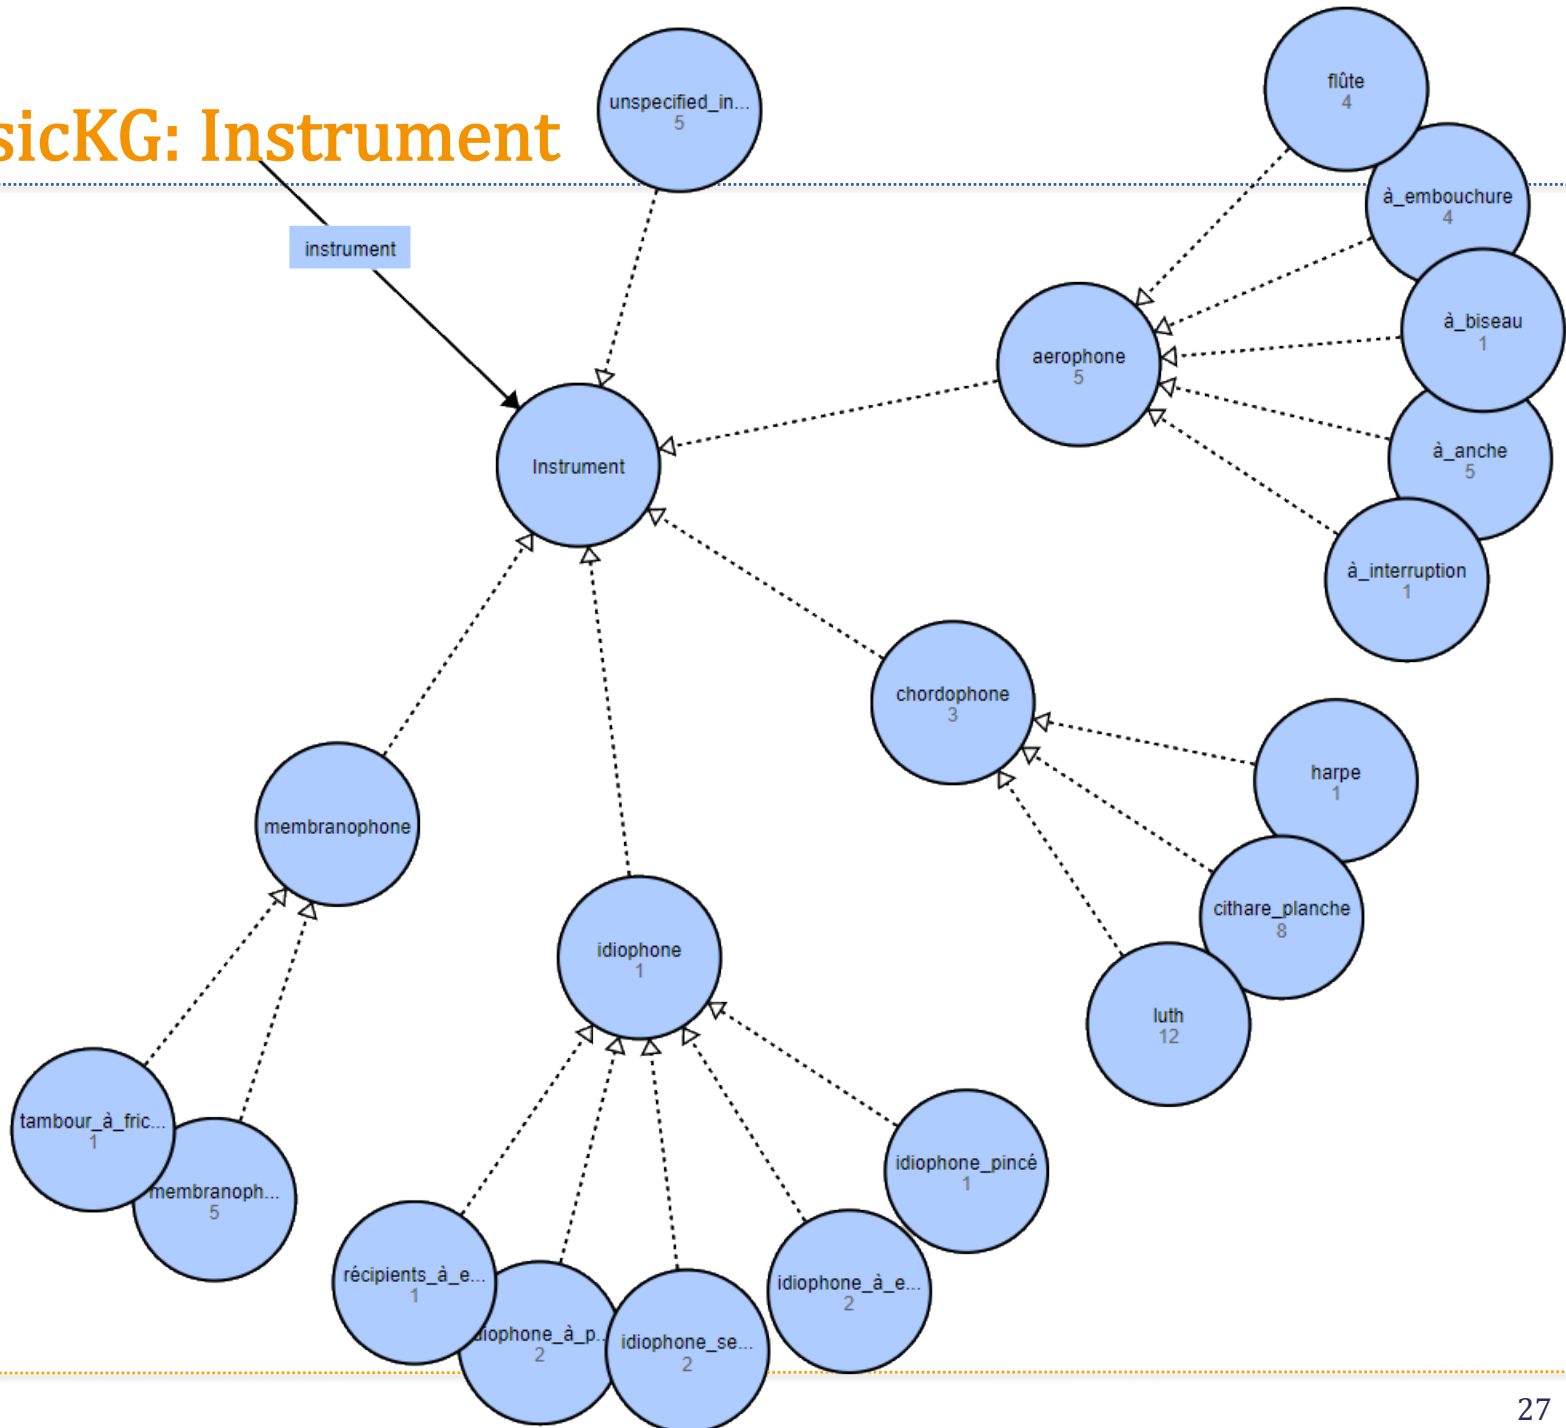 sicKG: Instrument
unspecified_in...
5
flûte
4
à_embouchure
4
instrument
à_biseau
1
aerophone
5
à_anche
5
Instrument
à_interruption
1
chordophone
3
harpe
1
membranophone
cithare_planche
8
idiophone
1
luth
12
tambour_à_fric...
1
membranoph...
5
idiophone_pincé
1
récipients_à_e...
1
diophone_à_p..
2
idiophone_se...
2
idiophone_à_e...
2
27